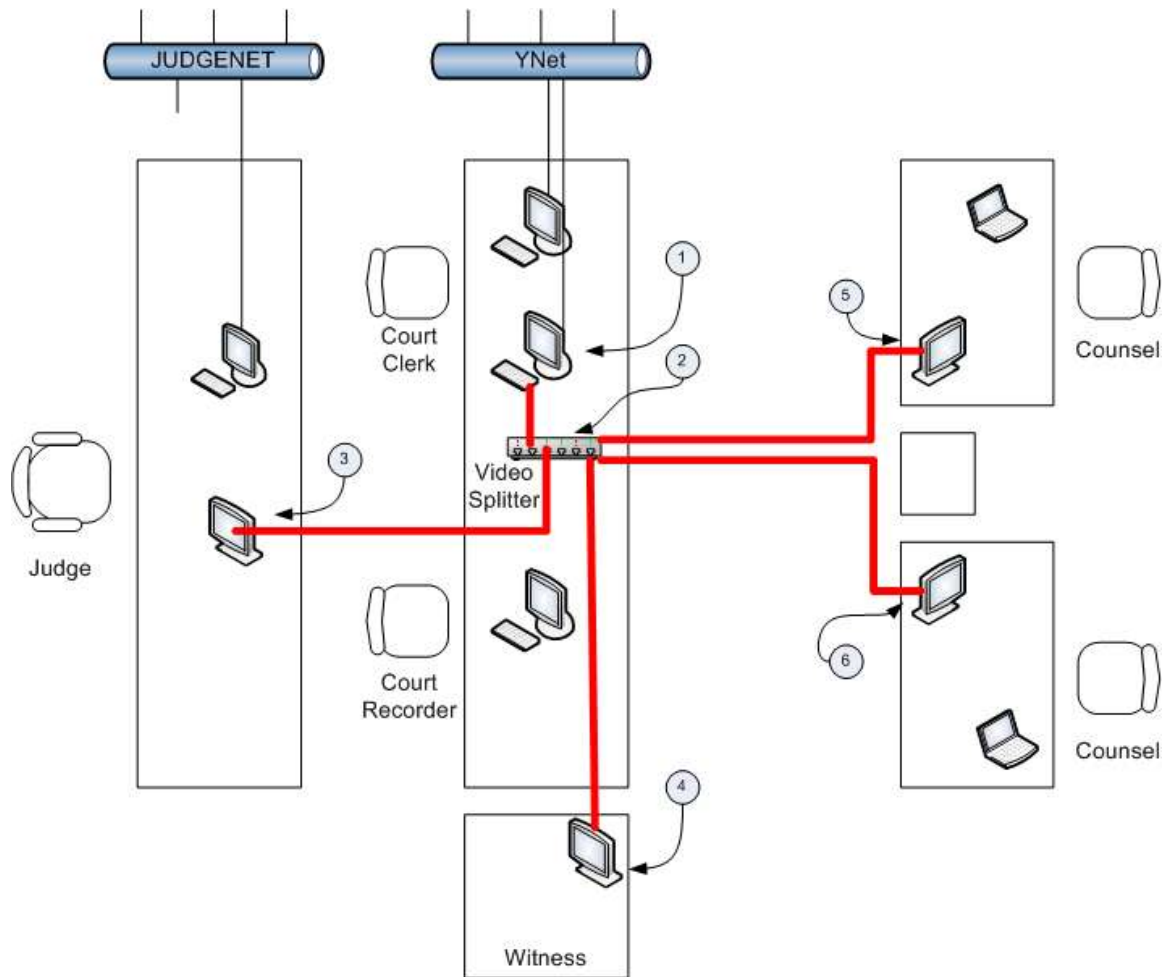 JUDGENET
YNet
1
5
Court
Clerk
Counsel
2
3
Video
Splitter
Judge
6
Court
Recorder
Counsel
4
Witness